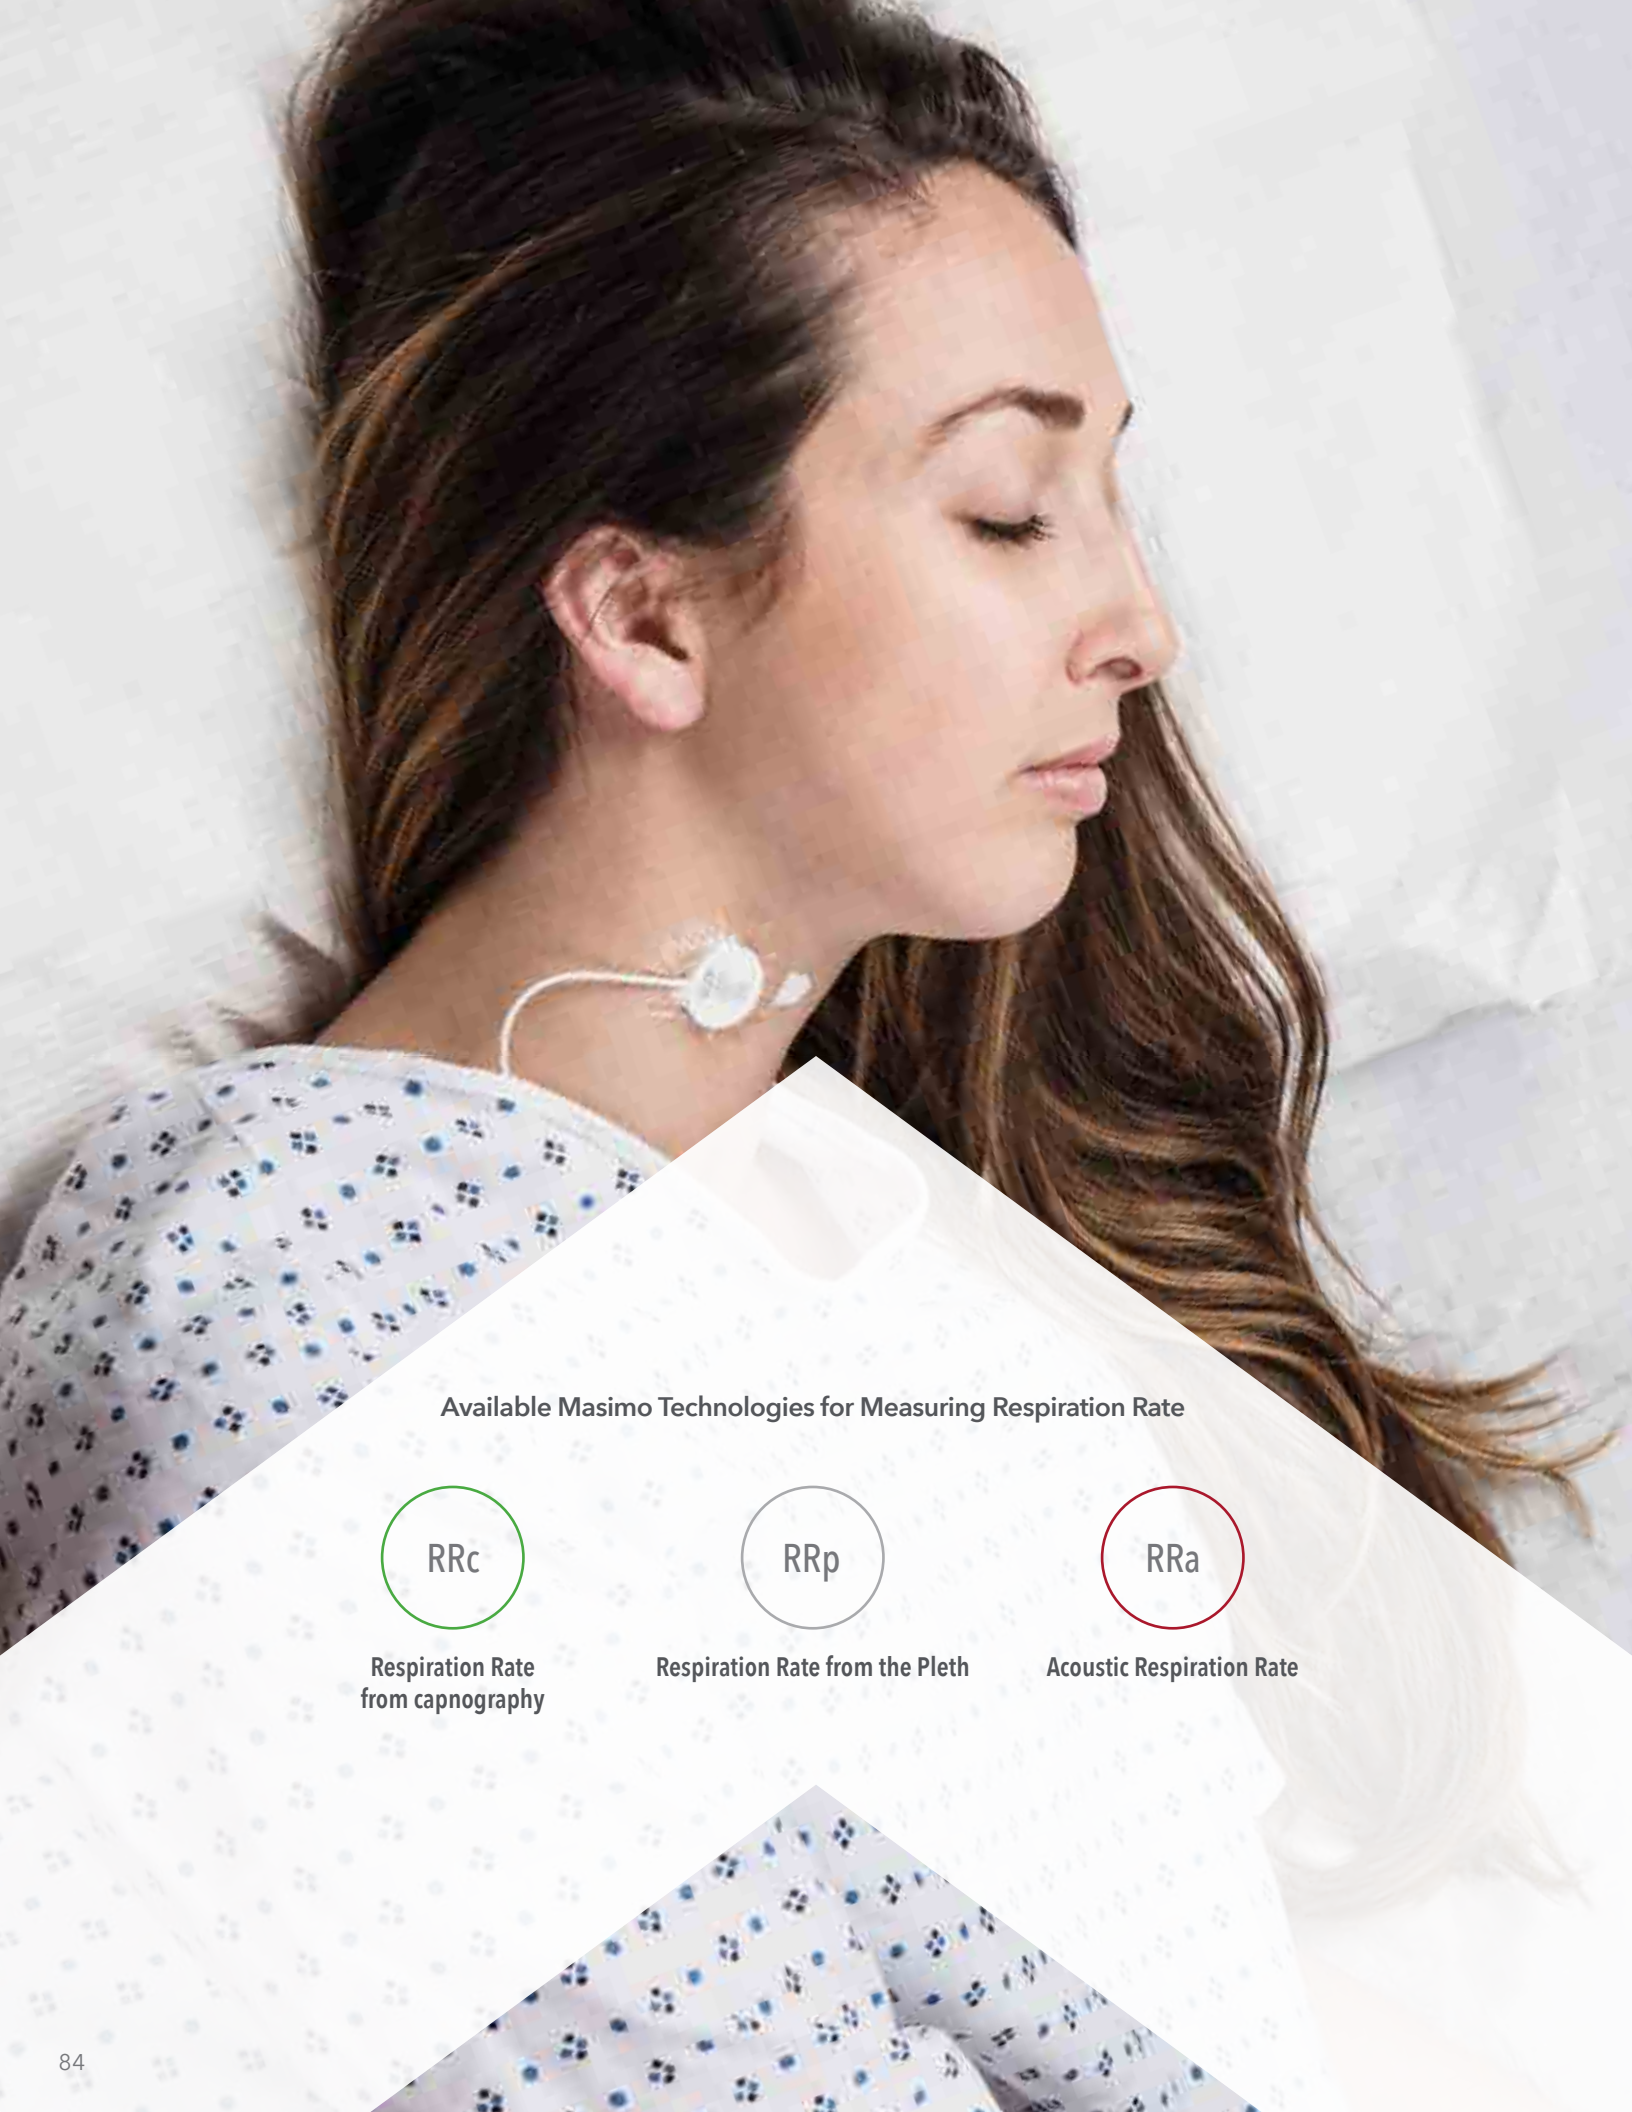 Available Masimo Technologies for Measuring Respiration Rate
RRc
RRp
RRa
Respiration Rate
from capnography
Respiration Rate from the Pleth
Acoustic Respiration Rate
84